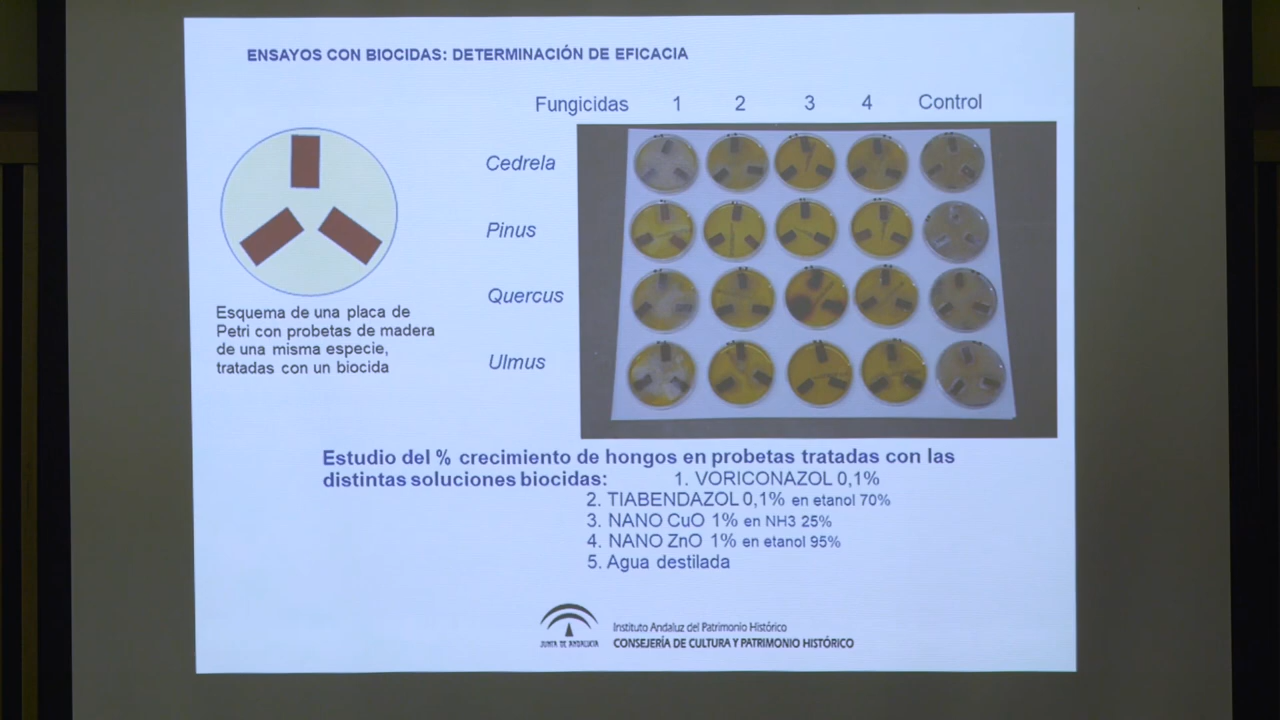 ENSAYOS CON BIOCIDAS: DETERMINACIÓN DE EFICACIA
Fungicidas 1 2 3 4 Control
Cedrela
Pinus
Quercus
Ulmus
Esquema de una placa de
Petri con probetas de madera
de una misma especie,
tratadas con un biocida
Estudio del % crecimiento de hongos en probetas tratadas con las
distintas soluciones biocidas: 1. VORICONAZOL 0,1%
2. TIABENDAZOL 0,1% en etanol 70%
3. NANO CuO 1% en NH3 25%
4. NANO ZnO 1% en etanol 95%
5. Agua destilada
JUNTA DE ANDALUCIA
Instituto Andaluz del Patrimonio Histórico
CONSEJERÍA DE CULTURA Y PATRIMONIO HISTÓRICO